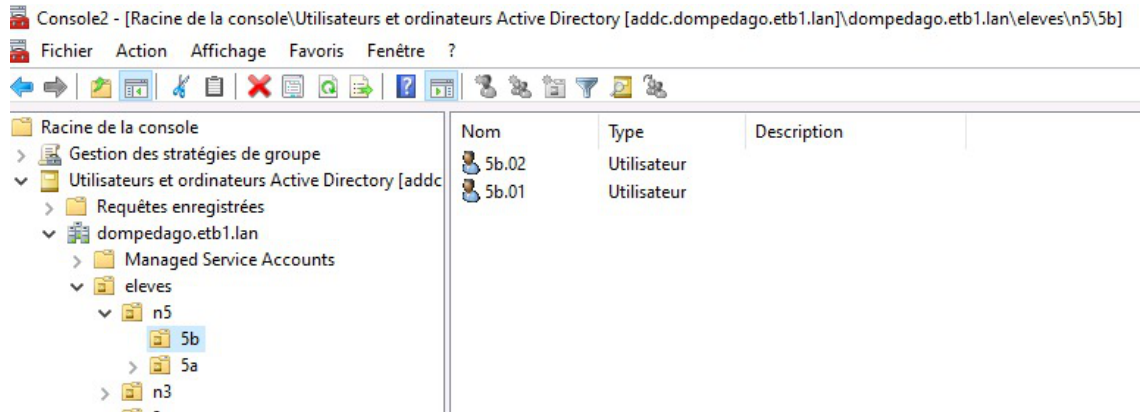 Console2 - [Racine de la console\Utilisateurs et ordinateurs Active Directory [addc.dompedago.etb1.lan]\dompedago.etb1.lan\eleves\n5\5b]
Fichier Action Affichage Favoris Fenêtre ?
Racine de la console
Gestion des stratégies de groupe
Utilisateurs et ordinateurs Active Directory [addc
Requêtes enregistrées
dompedago.etb1.lan
Managed Service Accounts
eleves
n5
5b
5a
n3
Nom Type Description
5b.02 Utilisateur
5b.01 Utilisateur